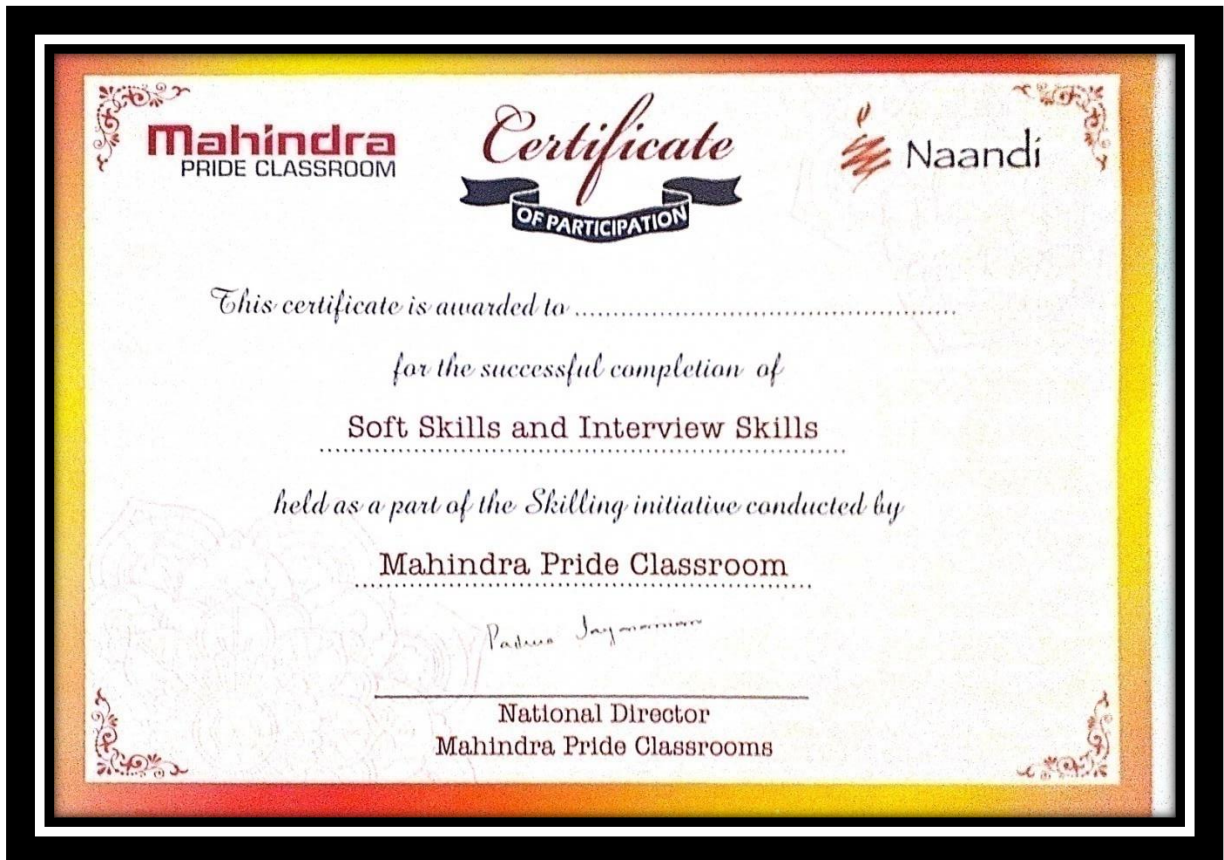 Mahindra
PRIDE CLASSROOM
Certificate
OF PARTICIPATION
Naandi
This certificate is awarded to ......................................................
for the successful completion of
Soft Skills and Interview Skills
held as a part of the Skilling initiative conducted by
Mahindra Pride Classroom
National Director
Mahindra Pride Classrooms